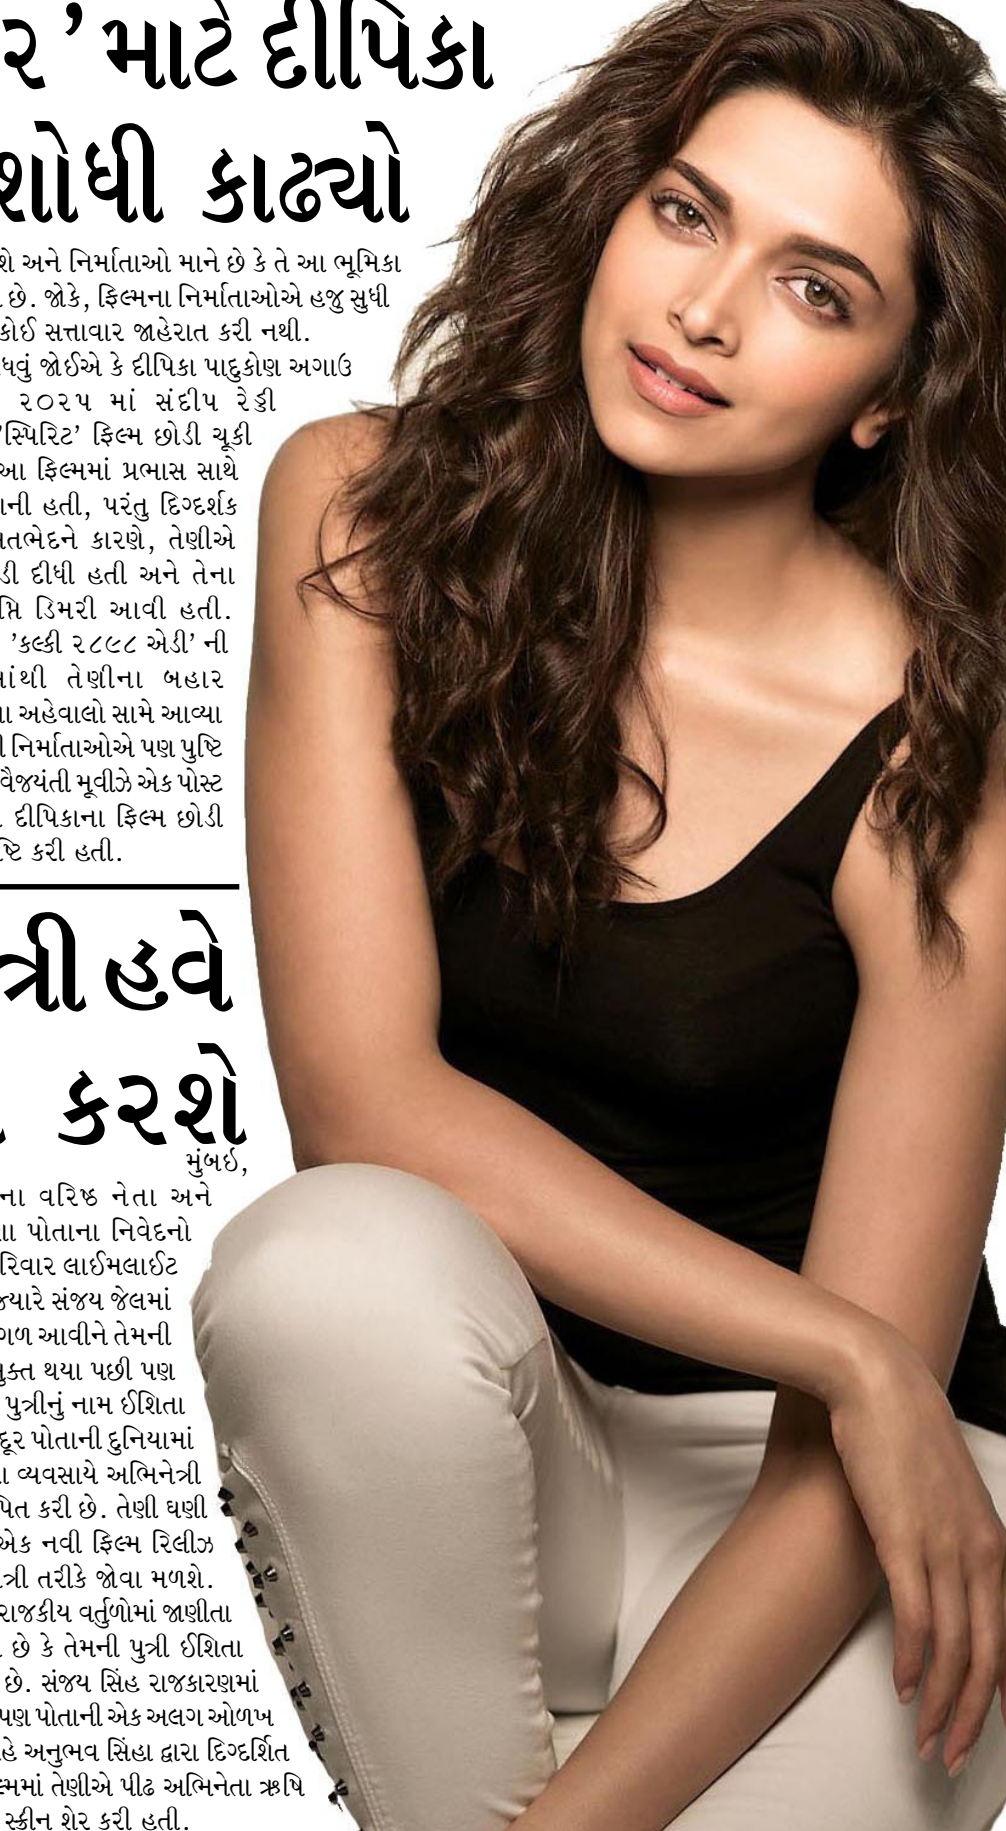 ર ’ માટે દીપિકા
શોધી કાઢ્યો
શે અને નિર્માતાઓ માને છે કે તે આ ભૂમિકા
છે. જોકે, ફિલ્મના નિર્માતાઓએ હજુ સુધી
કોઈ સત્તાવાર જાહેરાત કરી નથી.
ધવું જોઈએ કે દીપિકા પાદુકોણ અગાઉ
૨૦૨૫ માં સંદીપ રેડ્ડી
’સ્પિરિટ’ ફિલ્મ છોડી ચૂકી
આ ફિલ્મમાં પ્રભાસ સાથે
ાની હતી, પરંતુ દિગ્દર્શક
તભેદને કારણે, તેણીએ
ડી દીધી હતી અને તેના
પ્તિ ડિમરી આવી હતી.
’કલ્કી ૨૮૯૮ એડી’ ની
ાંથી તેણીના બહાર
ા અહેવાલો સામે આવ્યા
ી નિર્માતાઓએ પણ પુષ્ટિ
વૈજયંતી મૂવીઝે એક પોસ્ટ
દીપિકાના ફિલ્મ છોડી
ષ્ટિ કરી હતી.
ત્રી હવે
કરશે
મુંબઇ,
ના વરિષ્ઠ નેતા અને
ા પોતાના નિવેદનો
રિવાર લાઈમલાઈટ
જ્યારે સંજય જેલમાં
ગળ આવીને તેમની
મુક્ત થયા પછી પણ
પુત્રીનું નામ ઈશિતા
દૂર પોતાની દુનિયામાં
ા વ્યવસાયે અભિનેત્રી
પિત કરી છે. તેણી ઘણી
એક નવી ફિલ્મ રિલીઝ
ત્રી તરીકે જોવા મળશે.
રાજકીય વર્તુળોમાં જાણીતા
છે કે તેમની પુત્રી ઈશિતા
છે. સંજય સિંહ રાજકારણમાં
પણ પોતાની એક અલગ ઓળખ
હે અનુભવ સિંહા દ્વારા દિગ્દર્શિત
લ્મમાં તેણીએ પીઢ અભિનેતા ઋષિ
સ્ક્રીન શેર કરી હતી.